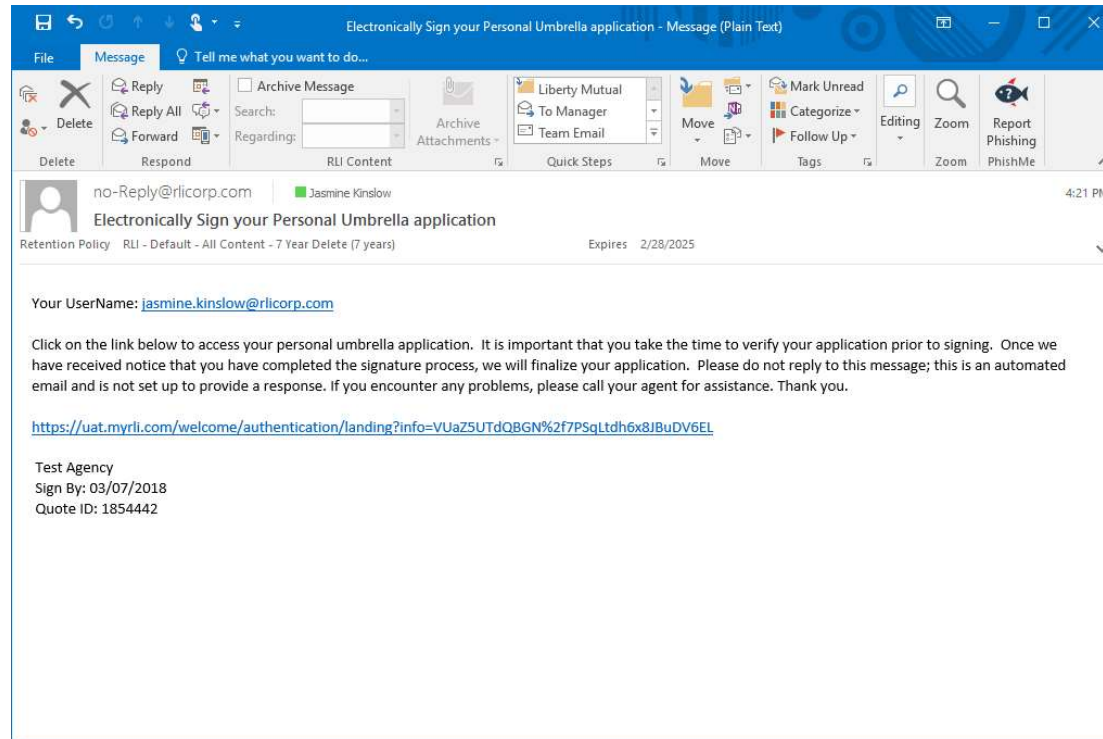 Electronically Sign your Personal Umbrella application - Message (Plain Text)
File Message Tell me what you want to do...
Delete
Reply
Reply All
Forward
Archive Message
Search:
Regarding:
Archive Attachments
Liberty Mutual
To Manager
Team Email
Move
Mark Unread
Categorize
Follow Up
Editing
Zoom
Report Phishing
Delete Respond RLI Content Quick Steps Move Tags Zoom PhishMe
no-Reply@rlicorp.com Jasmine Kinslow 4:21 PM
Electronically Sign your Personal Umbrella application
Retention Policy RLI - Default - All Content - 7 Year Delete (7 years) Expires 2/28/2025
Your UserName: jasmine.kinslow@rlicorp.com
Click on the link below to access your personal umbrella application. It is important that you take the time to verify your application prior to signing. Once we
have received notice that you have completed the signature process, we will finalize your application. Please do not reply to this message; this is an automated
email and is not set up to provide a response. If you encounter any problems, please call your agent for assistance. Thank you.
https://uat.myrli.com/welcome/authentication/landing?info=VUaZ5UTdQBGN%2f7PSqLtdh6x8JBuDV6EL
Test Agency
Sign By: 03/07/2018
Quote ID: 1854442